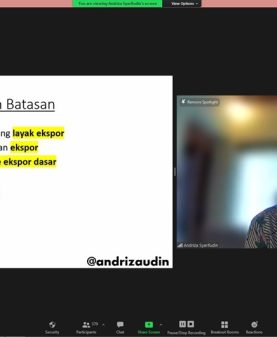 You are viewing Andriza Syarifudin's screen
View Options
n Batasan
ng layak ekspor
an ekspor
e ekspor dasar
@andrizaudin
Remove Spotlight
Andriza Syarifudin
Security
Participants
Chat
Share Screen
Pause/Stop Recording
Breakout Rooms
Reactions